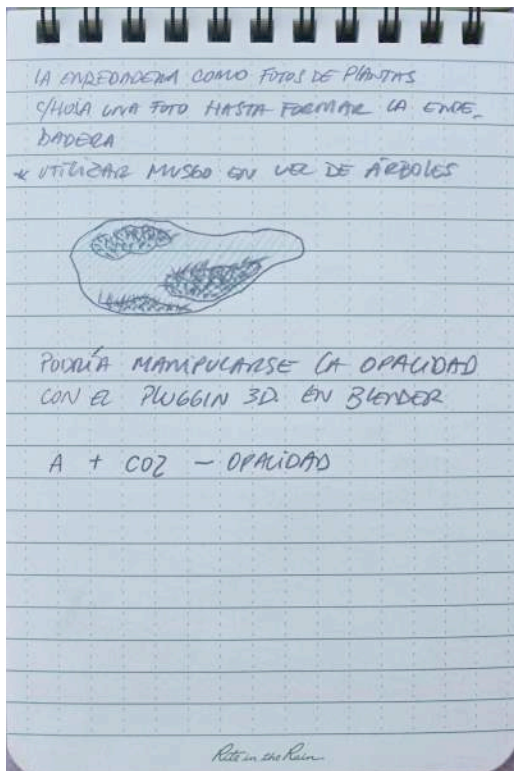 LA ENREDADERA COMO FOTOS DE PLANTAS
C/HOJA UNA FOTO HASTA FORMAR LA ENRE-
DADERA
* UTILIZAR MUSGO EN VEZ DE ÁRBOLES
PODRÍA MANIPULARSE LA OPACIDAD
CON EL PLUGGIN 3D. EN BLENDER
A + CO2 - OPACIDAD
Rite in the Rain